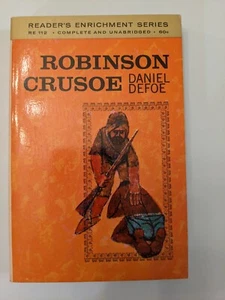 READER'S ENRICHMENT SERIES
RE 112 • COMPLETE AND UNABRIDGED • 60¢
ROBINSON
CRUSOE
DANIEL
DEFOE